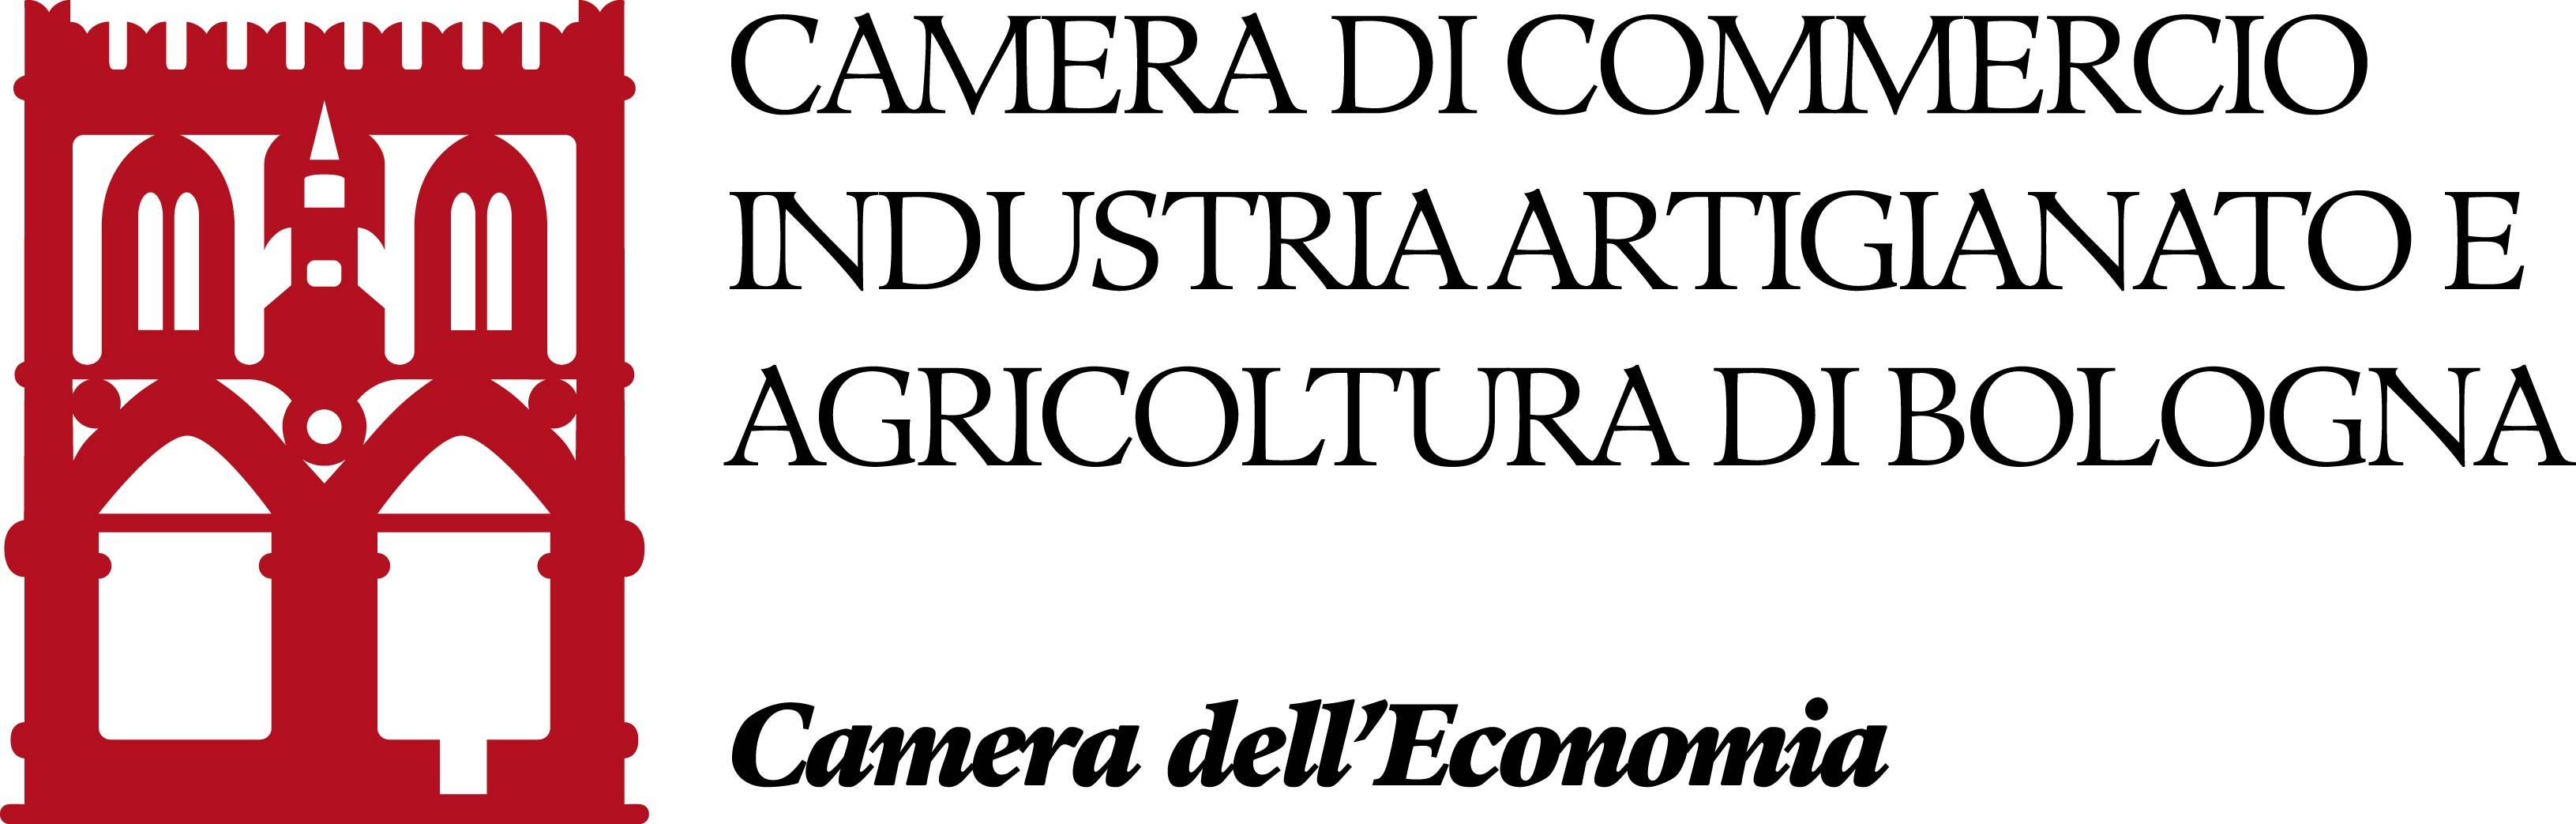 CAMERA DI COMMERCIO
INDUSTRIA ARTIGIANATO E
AGRICOLTURA DI BOLOGNA
Camera dell'Economia